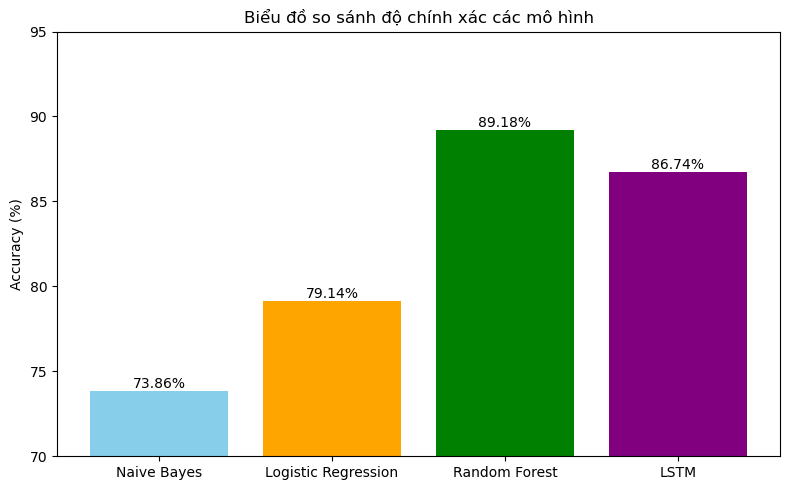 Biểu đồ so sánh độ chính xác các mô hình
Accuracy (%)
95
90
85
80
75
70
73.86%
79.14%
89.18%
86.74%
Naive Bayes
Logistic Regression
Random Forest
LSTM